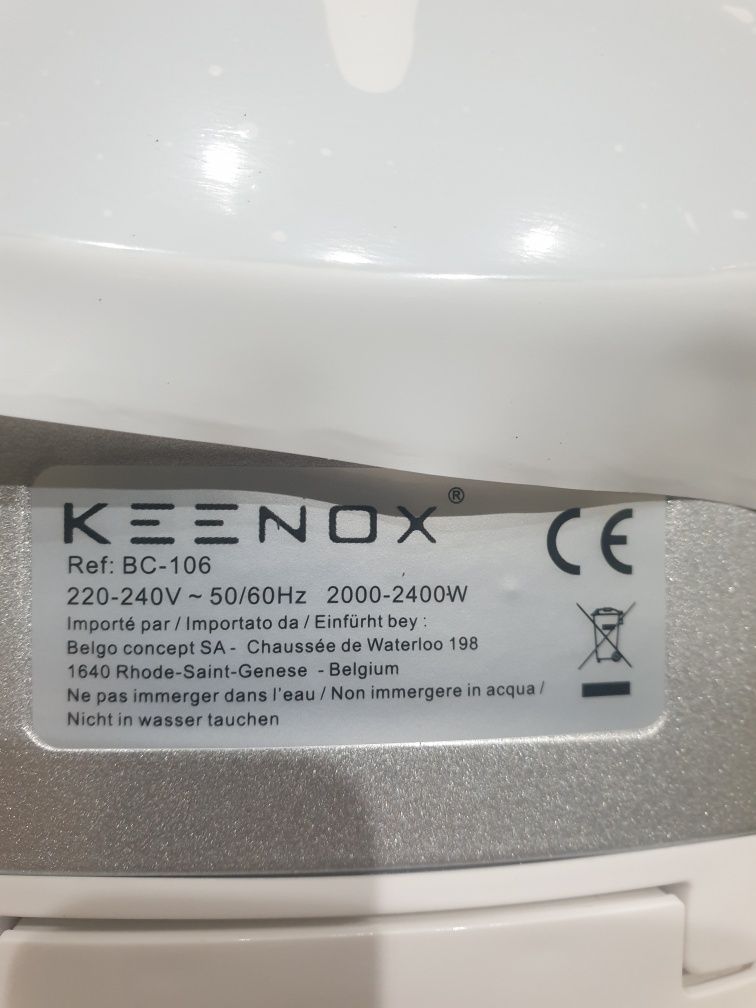 KEENOX®
Ref: BC-106
220-240V ~ 50/60Hz 2000-2400W
Importé par / Importato da / Einfürht bey :
Belgo concept SA - Chaussée de Waterloo 198
1640 Rhode-Saint-Genese - Belgium
Ne pas immerger dans l'eau / Non immergere in acqua /
Nicht in wasser tauchen
CE